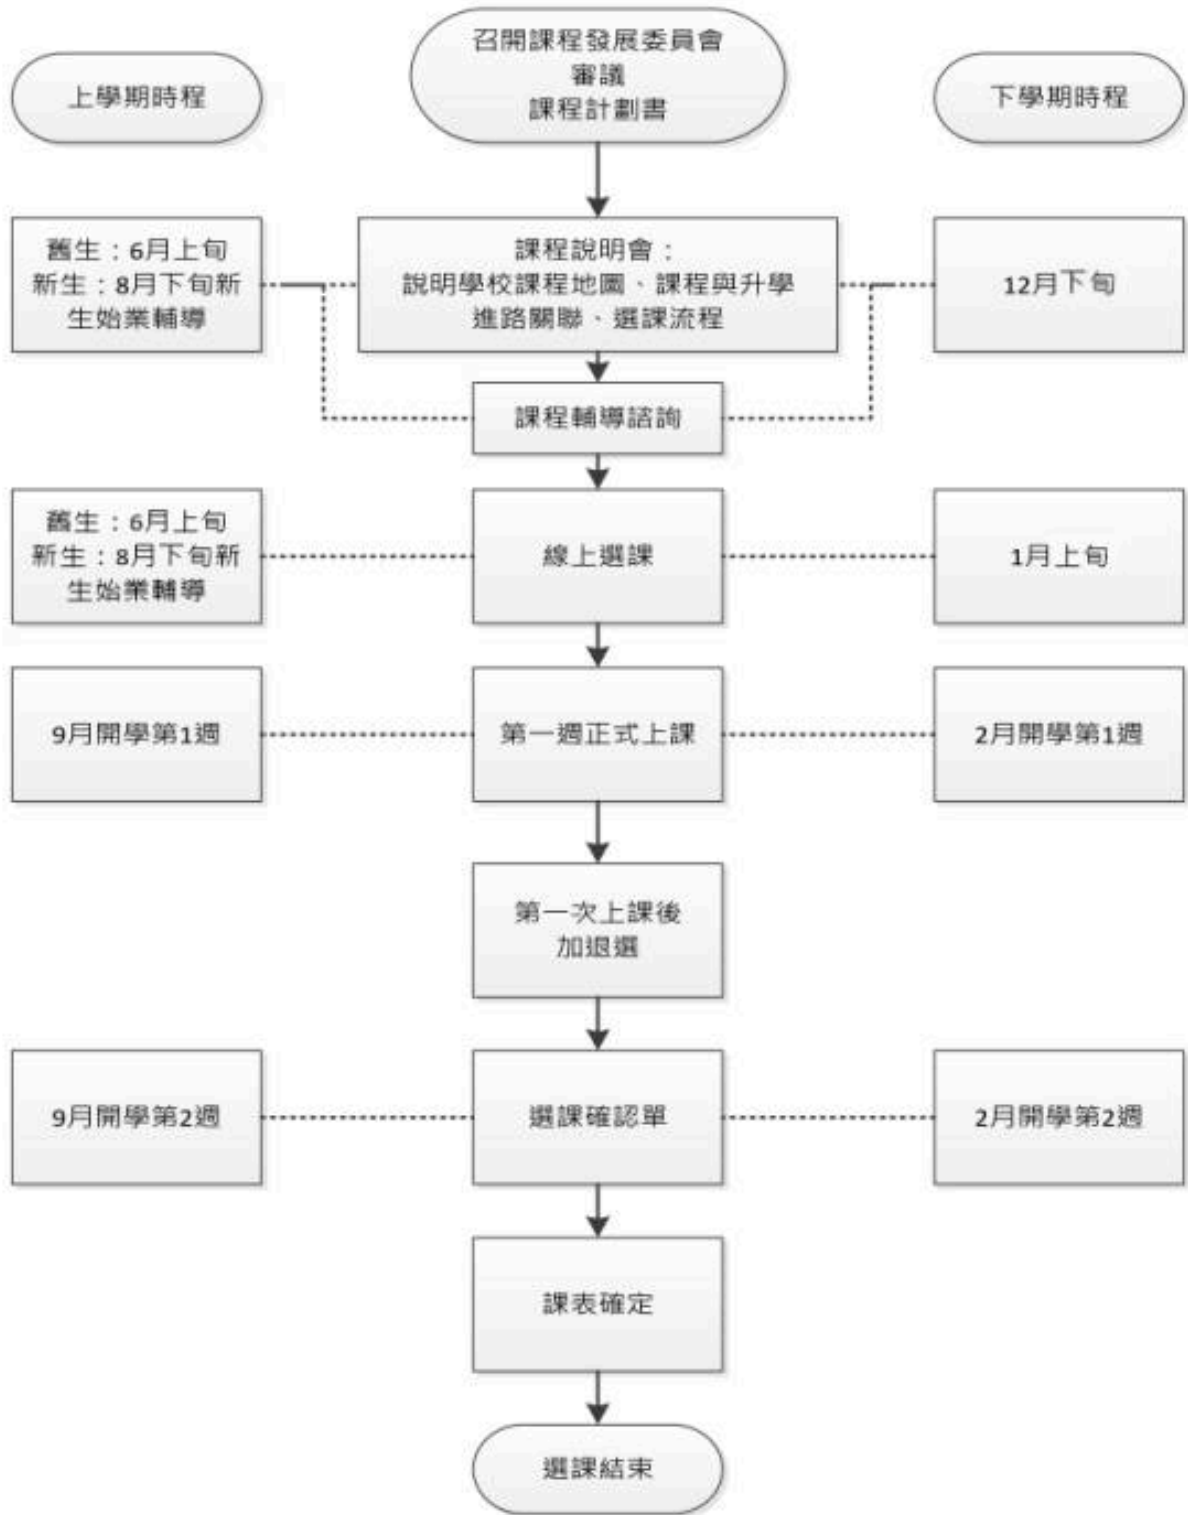 召開課程發展委員會
審議
課程計劃書
上學期時程
下學期時程
舊生：6月上旬
新生：8月下旬新
生始業輔導
課程說明會：
說明學校課程地圖、課程與升學
進路關聯、選課流程
12月下旬
課程輔導諮詢
舊生：6月上旬
新生：8月下旬新
生始業輔導
線上選課
1月上旬
9月開學第1週
第一週正式上課
2月開學第1週
第一次上課後
加退選
9月開學第2週
選課確認單
2月開學第2週
課表確定
選課結束